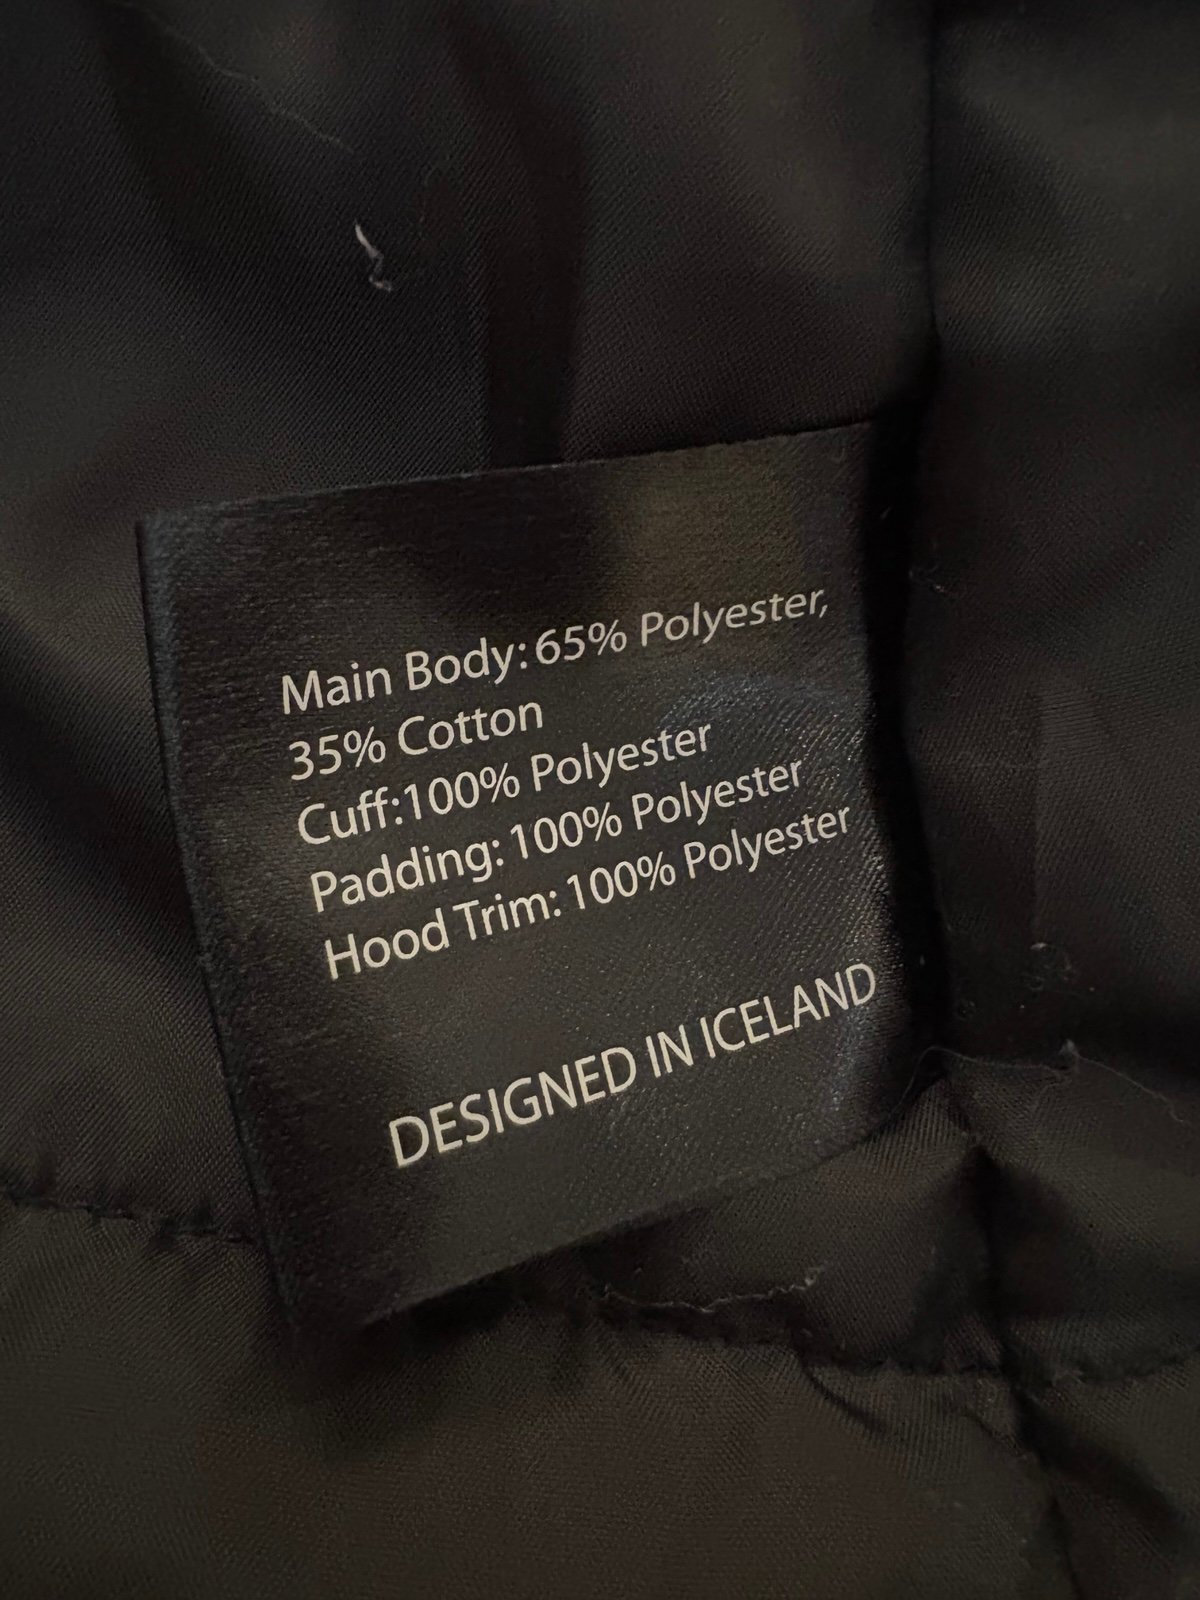 Main Body: 65% Polyester,
35% Cotton
Cuff:100% Polyester
Padding: 100% Polyester
Hood Trim: 100% Polyester
DESIGNED IN ICELAND